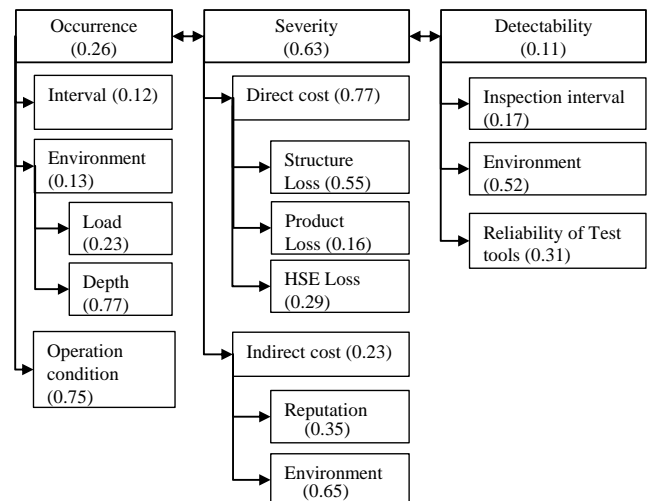 Occurrence
(0.26)
Interval (0.12)
Environment
(0.13)
Load
(0.23)
Depth
(0.77)
Operation
condition
(0.75)
Severity
(0.63)
Direct cost (0.77)
Structure
Loss (0.55)
Product
Loss (0.16)
HSE Loss
(0.29)
Indirect cost (0.23)
Reputation
(0.35)
Environment
(0.65)
Detectability
(0.11)
Inspection interval
(0.17)
Environment
(0.52)
Reliability of Test
tools (0.31)